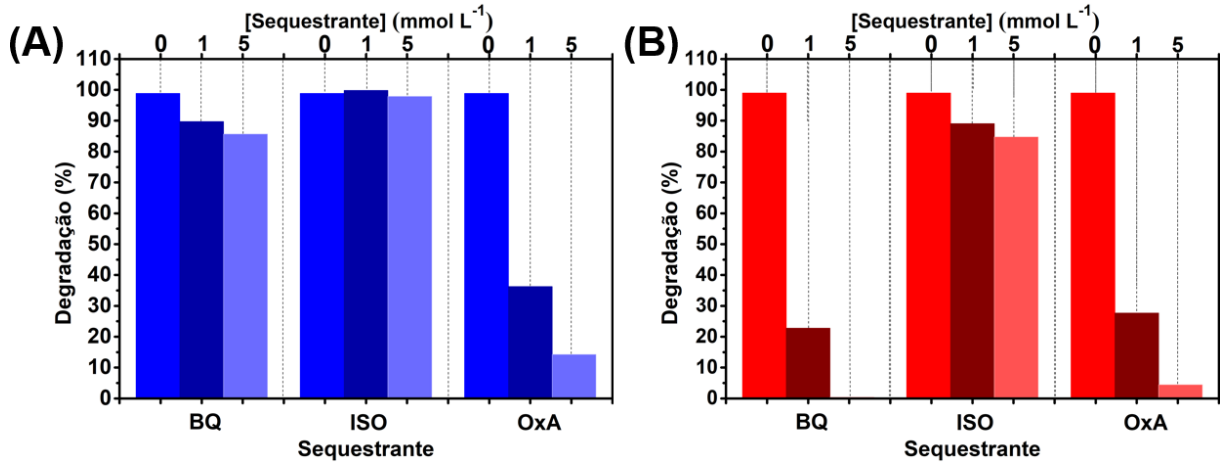 (A)
[Sequestrante] (mmol L⁻¹)
0 1 5 0 1 5 0 1 5
110
100
90
80
70
60
50
40
30
20
10
0
Degradação (%)
BQ ISO OxA
Sequestrante
(B)
[Sequestrante] (mmol L⁻¹)
0 1 5 0 1 5 0 1 5
110
100
90
80
70
60
50
40
30
20
10
0
Degradação (%)
BQ ISO OxA
Sequestrante